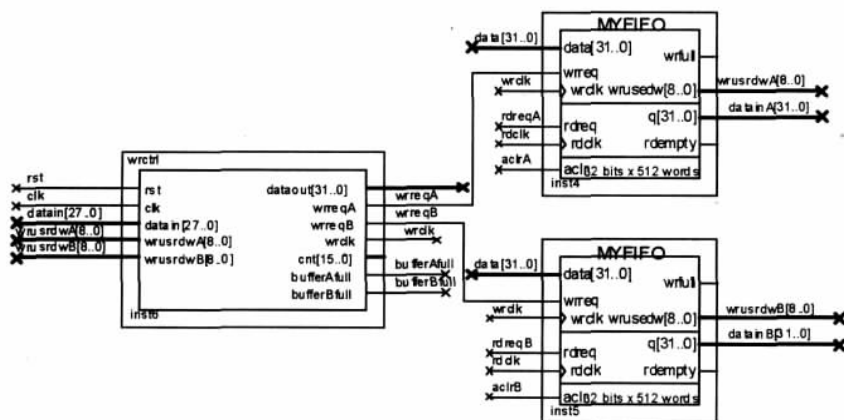 MYFIFO
data[31..0]
data[31..0]
wrfull
wrreq
wrclk
wrclk
wrusedw[8..0]
wrusrdwA[8..0]
q[31..0]
datainA[31..0]
rdreqA
rdreq
rdclk
rdclk
rdempty
aclrA
aclr
32 bits x 512 words
inst4
wrctrl
rst
rst
dataout[31..0]
clk
clk
wrreqA
wrreqA
datain[27..0]
datain[27..0]
wrreqB
wrreqB
wrusrdwA[8..0]
wrusrdwA[8..0]
wrclk
wrclk
wrusrdwB[8..0]
wrusrdwB[8..0]
cnt[15..0]
bufferAfull
bufferAfull
bufferBfull
bufferBfull
inst6
MYFIFO
data[31..0]
data[31..0]
wrfull
wrreq
wrclk
wrclk
wrusedw[8..0]
wrusrdwB[8..0]
q[31..0]
datainB[31..0]
rdreqB
rdreq
rdclk
rdclk
rdempty
aclrB
aclr
32 bits x 512 words
inst5